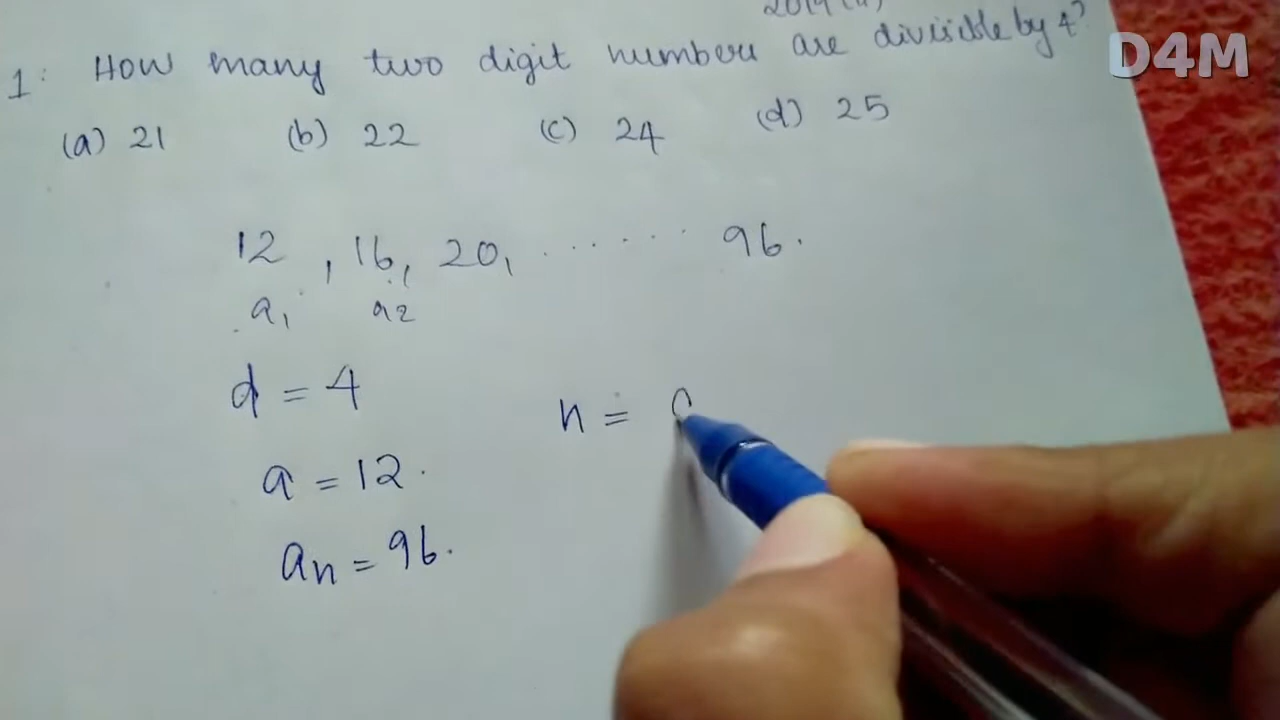 1: How many two digit numbers are divisible by 4?
D4M
(a) 21 (b) 22 (c) 24 (d) 25
12 , 16, 20, ...... 96.
a1 a2
d = 4
n =
a = 12.
an = 96.